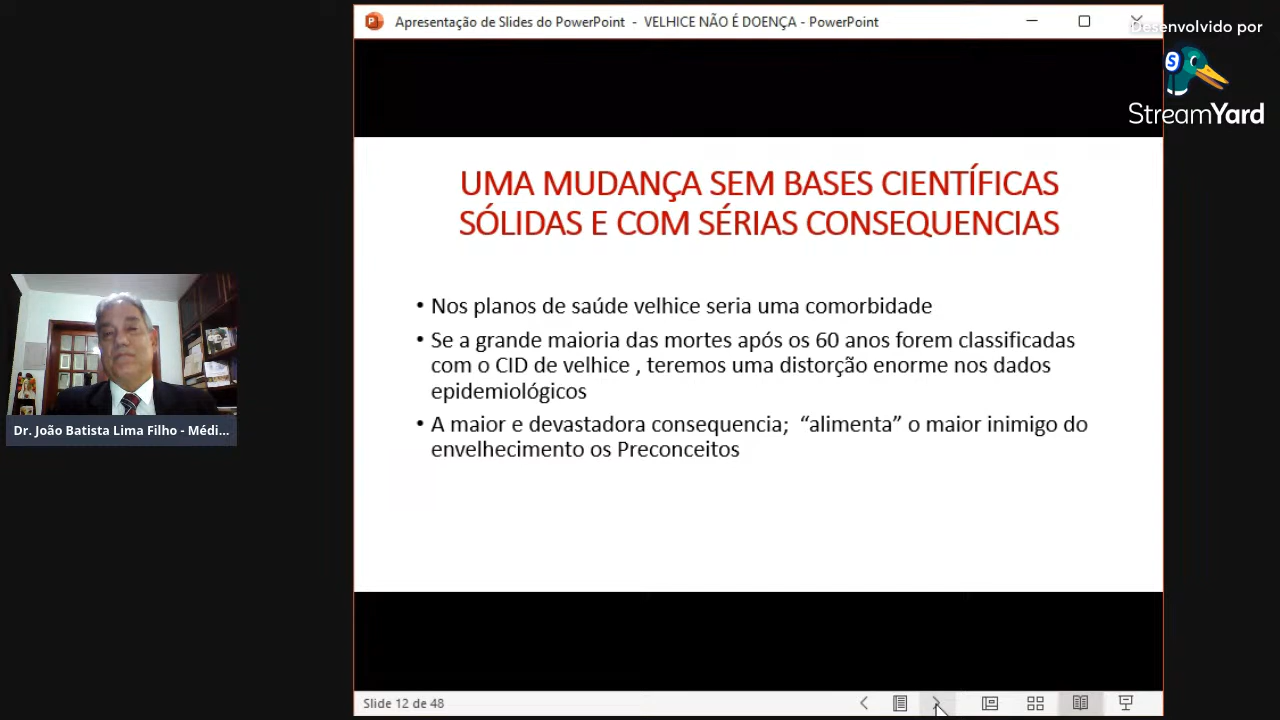 Apresentação de Slides do PowerPoint - VELHICE NÃO É DOENÇA - PowerPoint
Desenvolvido por
StreamYard
UMA MUDANÇA SEM BASES CIENTÍFICAS
SÓLIDAS E COM SÉRIAS CONSEQUENCIAS
• Nos planos de saúde velhice seria uma comorbidade
• Se a grande maioria das mortes após os 60 anos forem classificadas
com o CID de velhice , teremos uma distorção enorme nos dados
epidemiológicos
• A maior e devastadora consequencia; “alimenta” o maior inimigo do
envelhecimento os Preconceitos
Dr. João Batista Lima Filho - Médi...
Slide 12 de 48